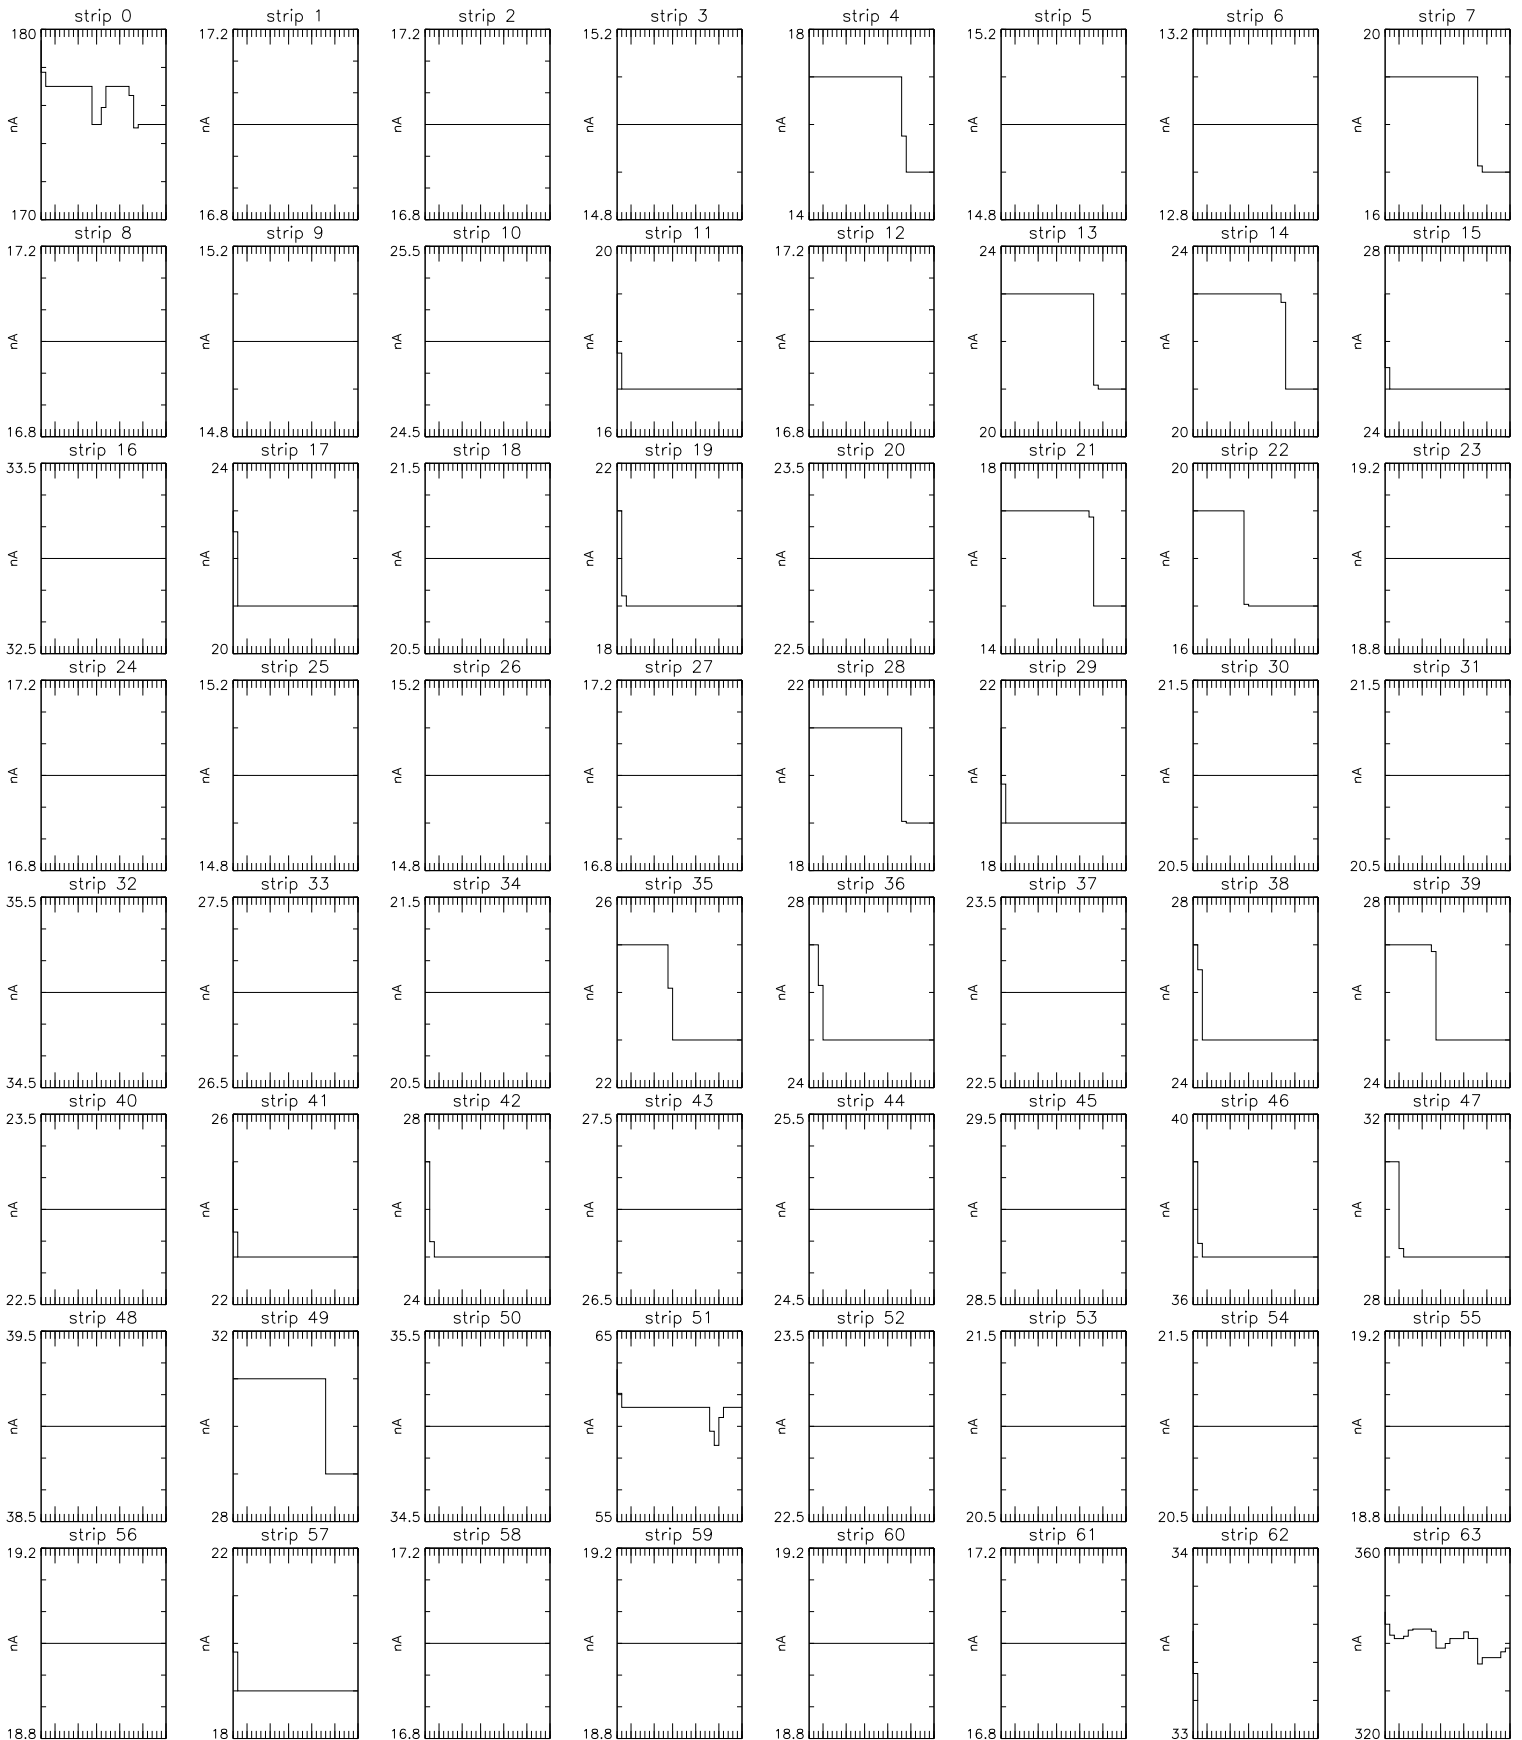 strip 0 strip 1 strip 2 strip 3 strip 4 strip 5 strip 6 strip 7
180 17.2 17.2 15.2 18 15.2 13.2 20
nA nA nA nA nA nA nA nA
170 16.8 16.8 14.8 14 14.8 12.8 16
strip 8 strip 9 strip 10 strip 11 strip 12 strip 13 strip 14 strip 15
17.2 15.2 25.5 20 17.2 24 24 28
nA nA nA nA nA nA nA nA
16.8 14.8 24.5 16 16.8 20 20 24
strip 16 strip 17 strip 18 strip 19 strip 20 strip 21 strip 22 strip 23
33.5 24 21.5 22 23.5 18 20 19.2
nA nA nA nA nA nA nA nA
32.5 20 20.5 18 22.5 14 16 18.8
strip 24 strip 25 strip 26 strip 27 strip 28 strip 29 strip 30 strip 31
17.2 15.2 15.2 17.2 22 22 21.5 21.5
nA nA nA nA nA nA nA nA
16.8 14.8 14.8 16.8 18 18 20.5 20.5
strip 32 strip 33 strip 34 strip 35 strip 36 strip 37 strip 38 strip 39
35.5 27.5 21.5 26 28 23.5 28 28
nA nA nA nA nA nA nA nA
34.5 26.5 20.5 22 24 22.5 24 24
strip 40 strip 41 strip 42 strip 43 strip 44 strip 45 strip 46 strip 47
23.5 26 28 27.5 25.5 29.5 40 32
nA nA nA nA nA nA nA nA
22.5 22 24 26.5 24.5 28.5 36 28
strip 48 strip 49 strip 50 strip 51 strip 52 strip 53 strip 54 strip 55
39.5 32 35.5 65 23.5 21.5 21.5 19.2
nA nA nA nA nA nA nA nA
38.5 28 34.5 55 22.5 20.5 20.5 18.8
strip 56 strip 57 strip 58 strip 59 strip 60 strip 61 strip 62 strip 63
19.2 22 17.2 19.2 19.2 17.2 34 360
nA nA nA nA nA nA nA nA
18.8 18 16.8 18.8 18.8 16.8 33 320